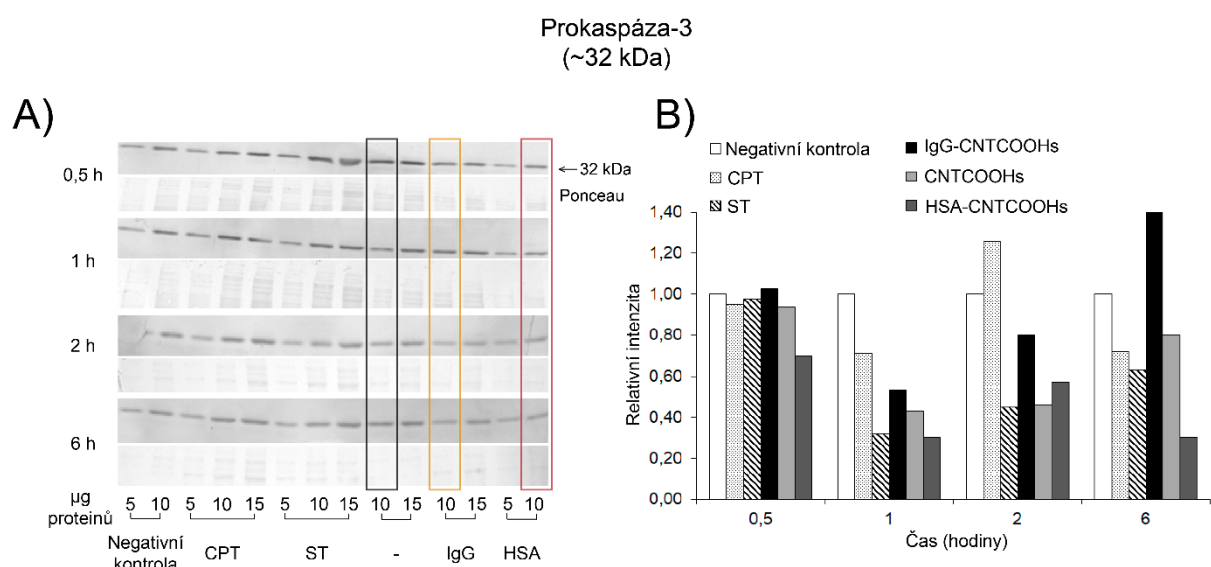 Prokaspáza-3
(~32 kDa)
A)
0,5 h
1 h
2 h
6 h
← 32 kDa
Ponceau
µg
proteinů
5 10 5 10 15 5 10 15 10 15 10 15 5 10
Negativní
kontrola
CPT
ST
-
IgG
HSA
B)
Negativní kontrola
CPT
ST
IgG-CNTCOOHs
CNTCOOHs
HSA-CNTCOOHs
Relativní intenzita
1,40
1,20
1,00
0,80
0,60
0,40
0,20
0,00
0,5 1 2 6
Čas (hodiny)